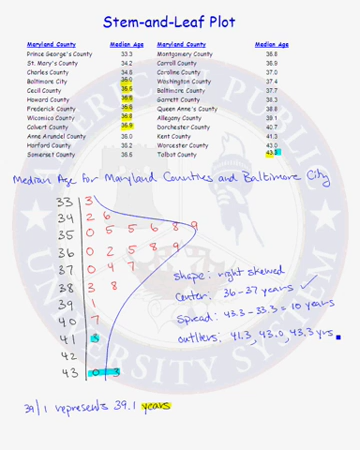 Stem-and-Leaf Plot
Maryland County Median Age Maryland County Median Age
Prince George's County 33.3 Montgomery County 36.8
St. Mary's County 34.2 Carroll County 36.9
Charles County 34.6 Caroline County 37.0
Baltimore City 35.0 Washington County 37.4
Cecil County 35.5 Baltimore County 37.7
Howard County 35.5 Garrett County 38.3
Frederick County 35.6 Queen Anne's County 38.8
Wicomico County 35.8 Allegany County 39.1
Calvert County 35.9 Dorchester County 40.7
Anne Arundel County 36.0 Kent County 41.3
Harford County 36.2 Worcester County 43.0
Somerset County 36.5 Talbot County 43.3
Median Age for Maryland Counties and Baltimore City
33 3
34 2 6
35 0 5 5 6 8 9
36 0 2 5 8 9
37 0 4 7
38 3 8
39 1
40 7
41 3
42
43 0 3
shape: right skewed
Center: 36-37 years ✓
Spread: 43.3 - 33.3 = 10 years
outliers: 41.3, 43.0, 43.3 yrs
39/1 represents 39.1 years
AMERICAN PUBLIC
UNIVERSITY SYSTEM